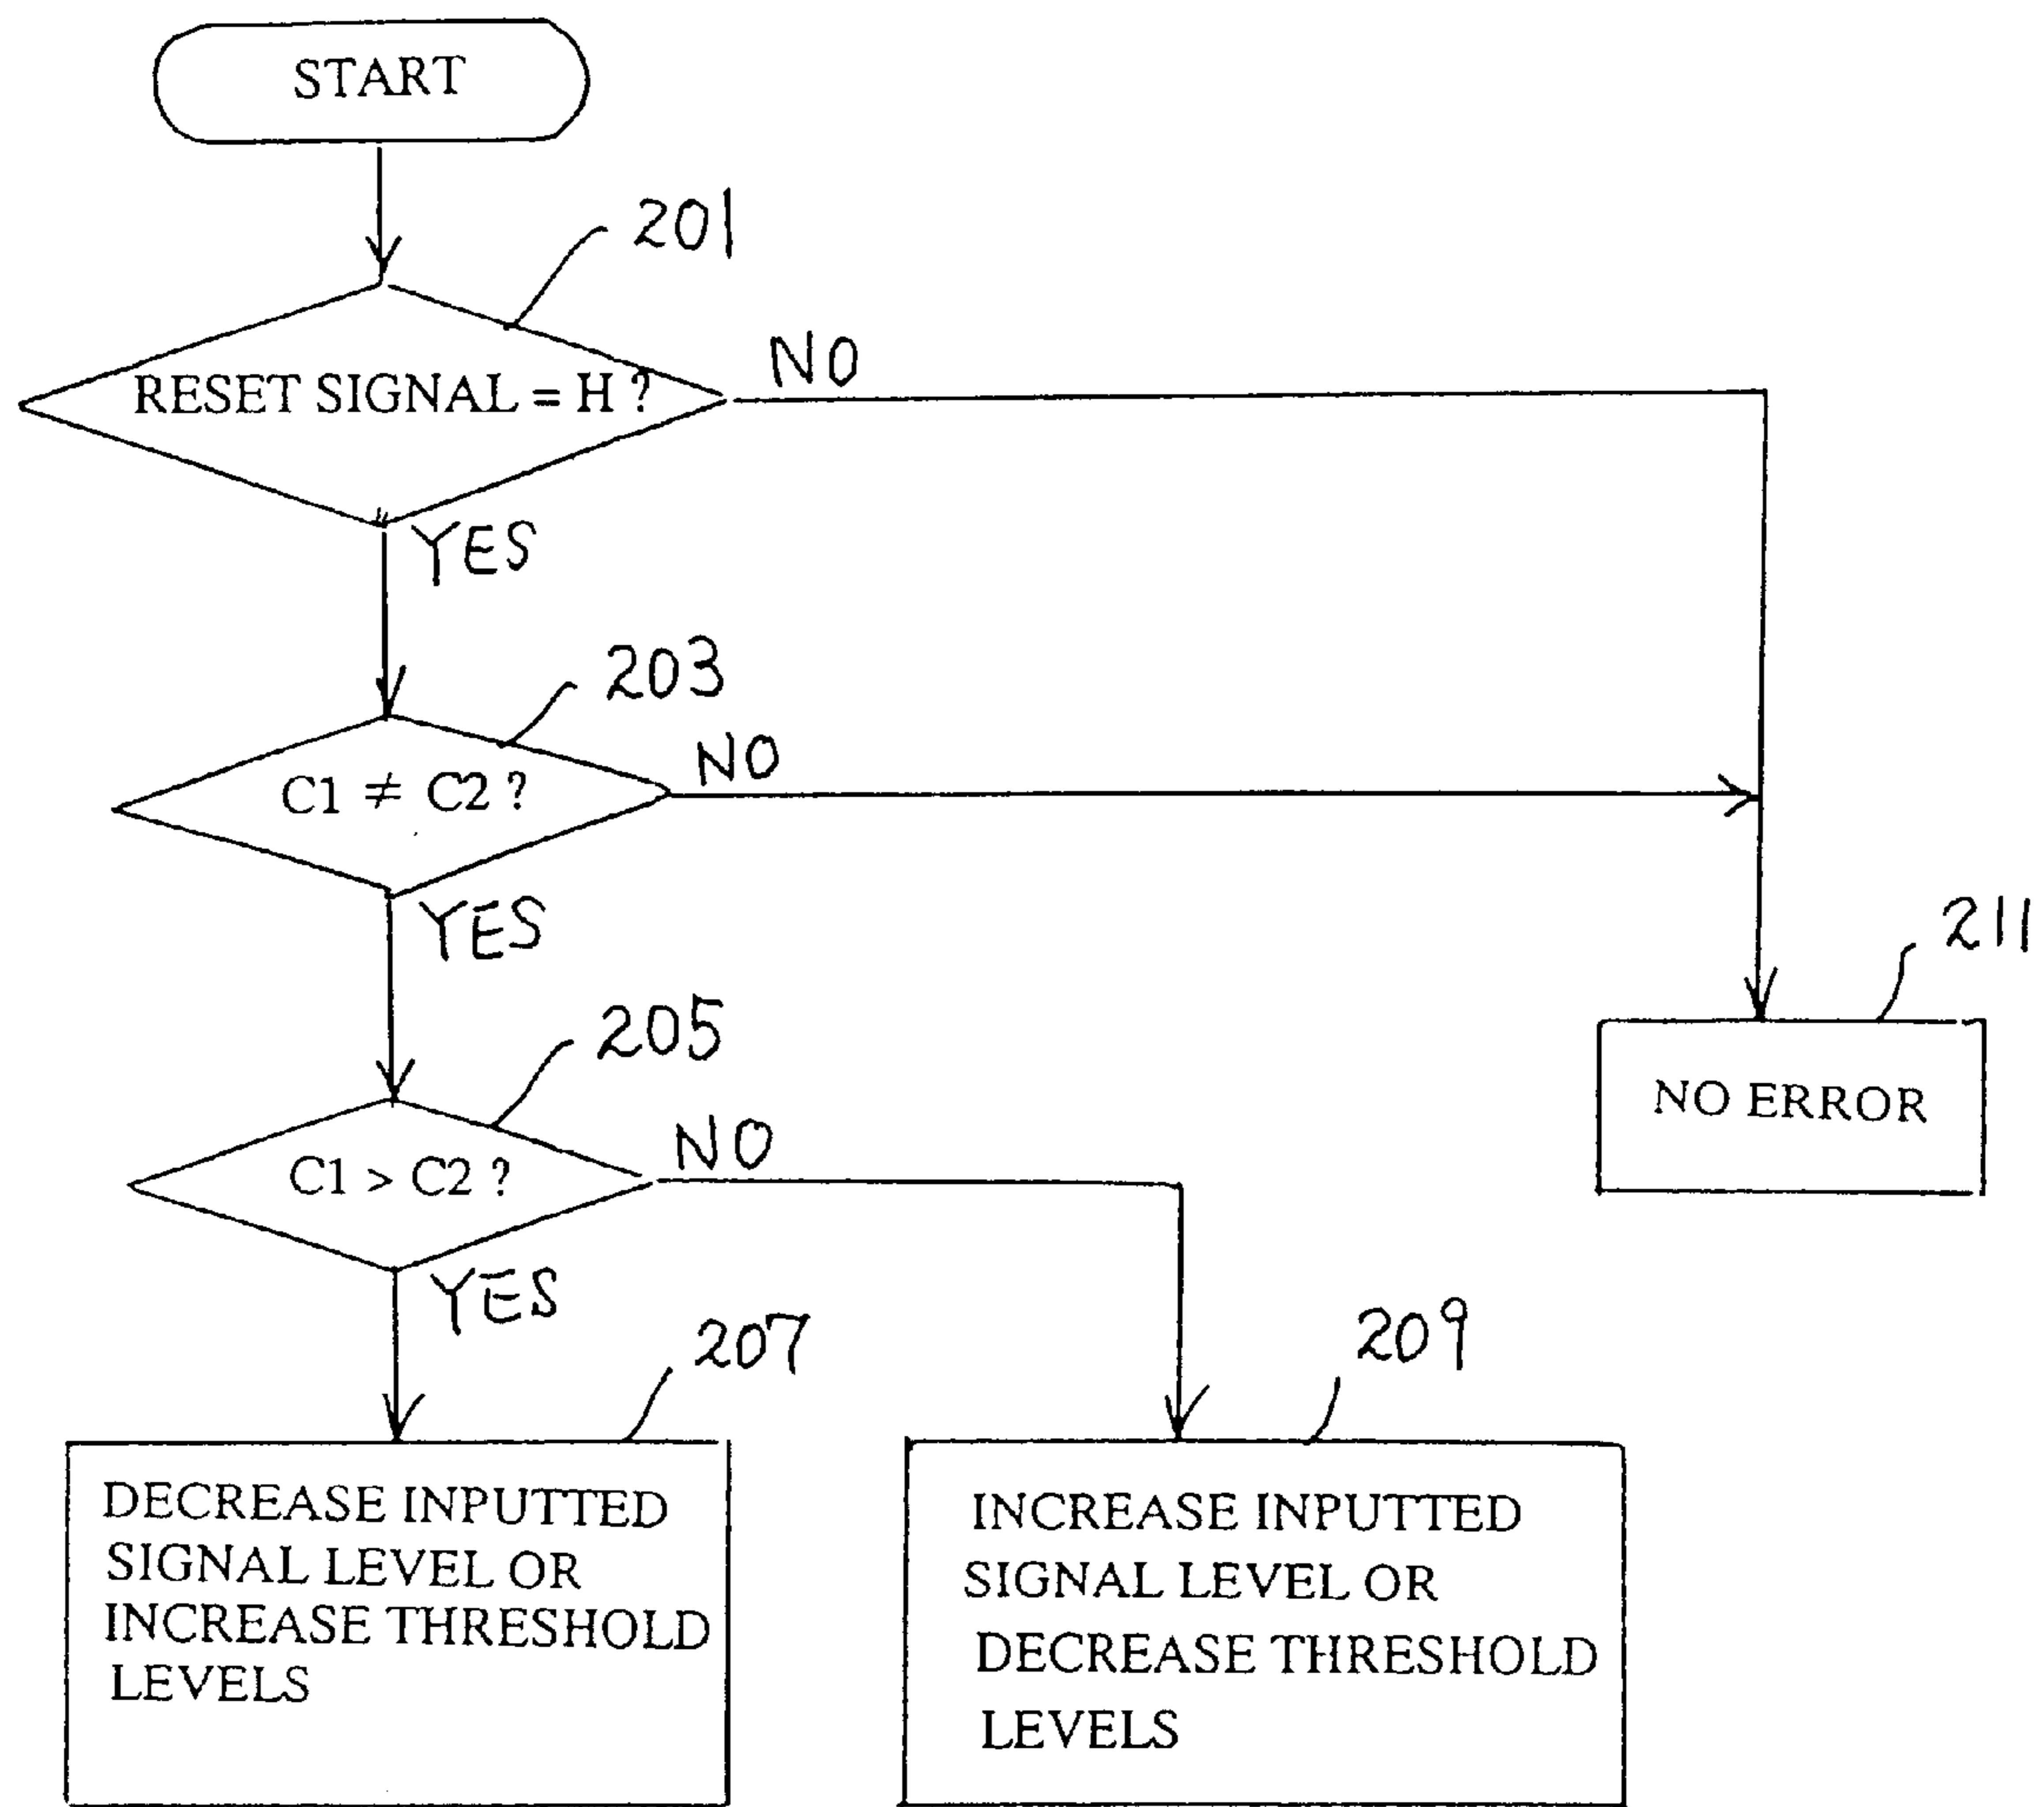 START
201
RESET SIGNAL = H ?
NO
YES
203
C1 ≠ C2 ?
NO
YES
211
NO ERROR
205
C1 > C2 ?
NO
YES
207
209
DECREASE INPUTTED
SIGNAL LEVEL OR
INCREASE THRESHOLD
LEVELS
INCREASE INPUTTED
SIGNAL LEVEL OR
DECREASE THRESHOLD
LEVELS